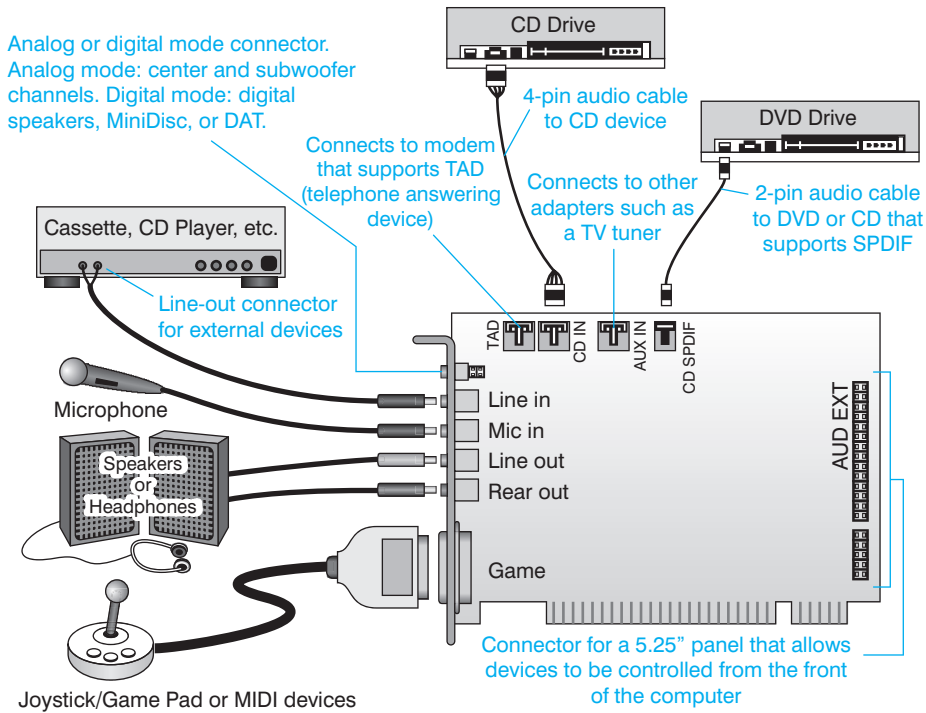 CD Drive
Analog or digital mode connector.
Analog mode: center and subwoofer
channels. Digital mode: digital
speakers, MiniDisc, or DAT.
4-pin audio cable
to CD device
DVD Drive
Connects to modem
that supports TAD
(telephone answering
device)
Connects to other
adapters such as
a TV tuner
2-pin audio cable
to DVD or CD that
supports SPDIF
Cassette, CD Player, etc.
Line-out connector
for external devices
TAD
CD IN
AUX IN
CD SPDIF
Microphone
Line in
Mic in
Line out
Rear out
AUD EXT
Speakers
or
Headphones
Game
Connector for a 5.25” panel that allows
devices to be controlled from the front
of the computer
Joystick/Game Pad or MIDI devices